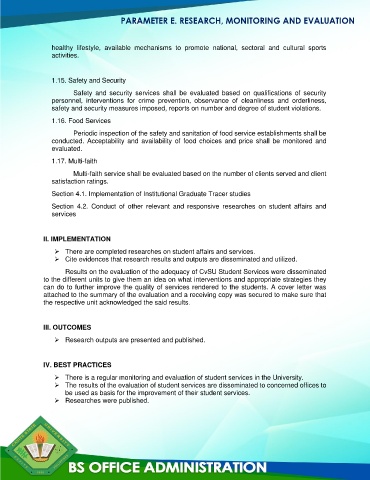 PARAMETER E. RESEARCH, MONITORING AND EVALUATION
healthy lifestyle, available mechanisms to promote national, sectoral and cultural sports
activities.
1.15. Safety and Security
Safety and security services shall be evaluated based on qualifications of security
personnel, interventions for crime prevention, observance of cleanliness and orderliness,
safety and security measures imposed, reports on number and degree of student violations.
1.16. Food Services
Periodic inspection of the safety and sanitation of food service establishments shall be
conducted. Acceptability and availability of food choices and price shall be monitored and
evaluated.
1.17. Multi-faith
Multi-faith service shall be evaluated based on the number of clients served and client
satisfaction ratings.
Section 4.1. Implementation of Institutional Graduate Tracer studies
Section 4.2. Conduct of other relevant and responsive researches on student affairs and
services
II. IMPLEMENTATION
➢ There are completed researches on student affairs and services.
➢ Cite evidences that research results and outputs are disseminated and utilized.
Results on the evaluation of the adequacy of CvSU Student Services were disseminated
to the different units to give them an idea on what interventions and appropriate strategies they
can do to further improve the quality of services rendered to the students. A cover letter was
attached to the summary of the evaluation and a receiving copy was secured to make sure that
the respective unit acknowledged the said results.
III. OUTCOMES
➢ Research outputs are presented and published.
IV. BEST PRACTICES
➢ There is a regular monitoring and evaluation of student services in the University.
➢ The results of the evaluation of student services are disseminated to concerned offices to
be used as basis for the improvement of their student services.
➢ Researches were published.
BS OFFICE ADMINISTRATION